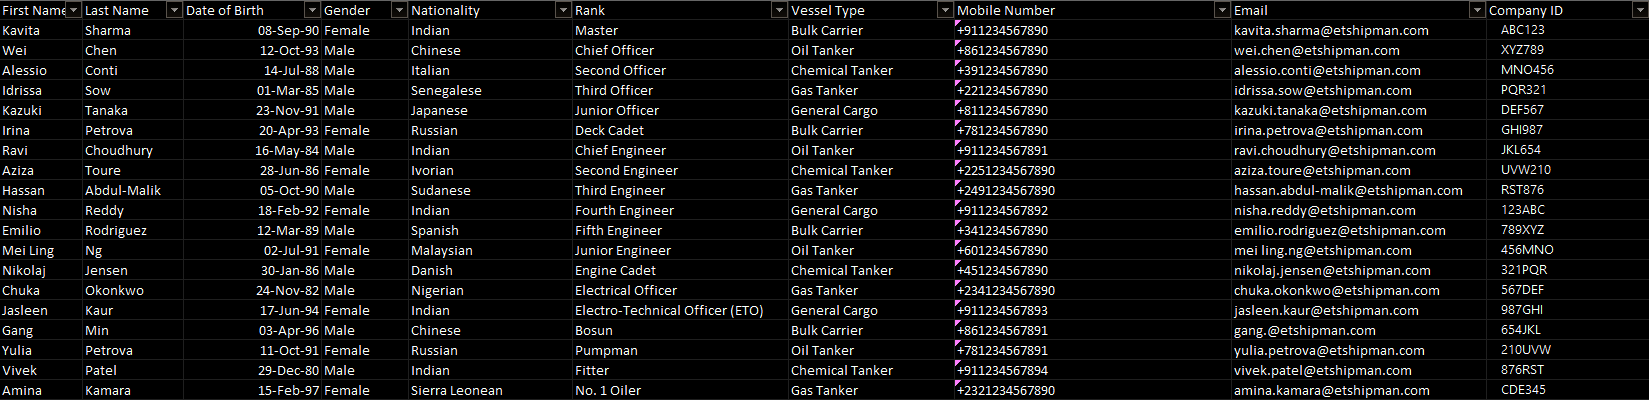 First Name Last Name Date of Birth Gender Nationality Rank Vessel Type Mobile Number Email Company ID
Kavita Sharma 08-Sep-90 Female Indian Master Bulk Carrier +911234567890 kavita.sharma@etshipman.com ABC123
Wei Chen 12-Oct-93 Male Chinese Chief Officer Oil Tanker +861234567890 wei.chen@etshipman.com XYZ789
Alessio Conti 14-Jul-88 Male Italian Second Officer Chemical Tanker +391234567890 alessio.conti@etshipman.com MNO456
Idrissa Sow 01-Mar-85 Male Senegalese Third Officer Gas Tanker +221234567890 idrissa.sow@etshipman.com PQR321
Kazuki Tanaka 23-Nov-91 Male Japanese Junior Officer General Cargo +811234567890 kazuki.tanaka@etshipman.com DEF567
Irina Petrova 20-Apr-93 Female Russian Deck Cadet Bulk Carrier +781234567890 irina.petrova@etshipman.com GHI987
Ravi Choudhury 16-May-84 Male Indian Chief Engineer Oil Tanker +911234567891 ravi.choudhury@etshipman.com JKL654
Aziza Toure 28-Jun-86 Female Ivorian Second Engineer Chemical Tanker +2251234567890 aziza.toure@etshipman.com UVW210
Hassan Abdul-Malik 05-Oct-90 Male Sudanese Third Engineer Gas Tanker +2491234567890 hassan.abdul-malik@etshipman.com RST876
Nisha Reddy 18-Feb-92 Female Indian Fourth Engineer General Cargo +911234567892 nisha.reddy@etshipman.com 123ABC
Emilio Rodriguez 12-Mar-89 Male Spanish Fifth Engineer Bulk Carrier +341234567890 emilio.rodriguez@etshipman.com 789XYZ
Mei Ling Ng 02-Jul-91 Female Malaysian Junior Engineer Oil Tanker +601234567890 mei ling.ng@etshipman.com 456MNO
Nikolaj Jensen 30-Jan-86 Male Danish Engine Cadet Chemical Tanker +451234567890 nikolaj.jensen@etshipman.com 321PQR
Chuka Okonkwo 24-Nov-82 Male Nigerian Electrical Officer Gas Tanker +2341234567890 chuka.okonkwo@etshipman.com 567DEF
Jasleen Kaur 17-Jun-94 Female Indian Electro-Technical Officer (ETO) General Cargo +911234567893 jasleen.kaur@etshipman.com 987GHI
Gang Min 03-Apr-96 Male Chinese Bosun Bulk Carrier +861234567891 gang.@etshipman.com 654JKL
Yulia Petrova 11-Oct-91 Female Russian Pumpman Oil Tanker +781234567891 yulia.petrova@etshipman.com 210UVW
Vivek Patel 29-Dec-80 Male Indian Fitter Chemical Tanker +911234567894 vivek.patel@etshipman.com 876RST
Amina Kamara 15-Feb-97 Female Sierra Leonean No. 1 Oiler Gas Tanker +2321234567890 amina.kamara@etshipman.com CDE345